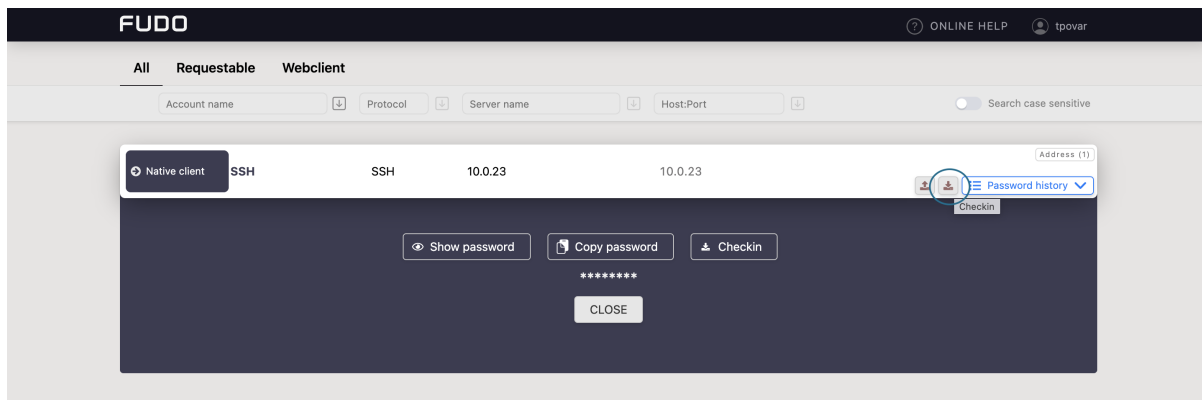 FUDO
ONLINE HELP
tpovar
All Requestable Webclient
Account name Protocol Server name Host:Port Search case sensitive
Address (1)
Native client SSH SSH 10.0.23 10.0.23
Password history
Checkin
Show password Copy password Checkin
********
CLOSE